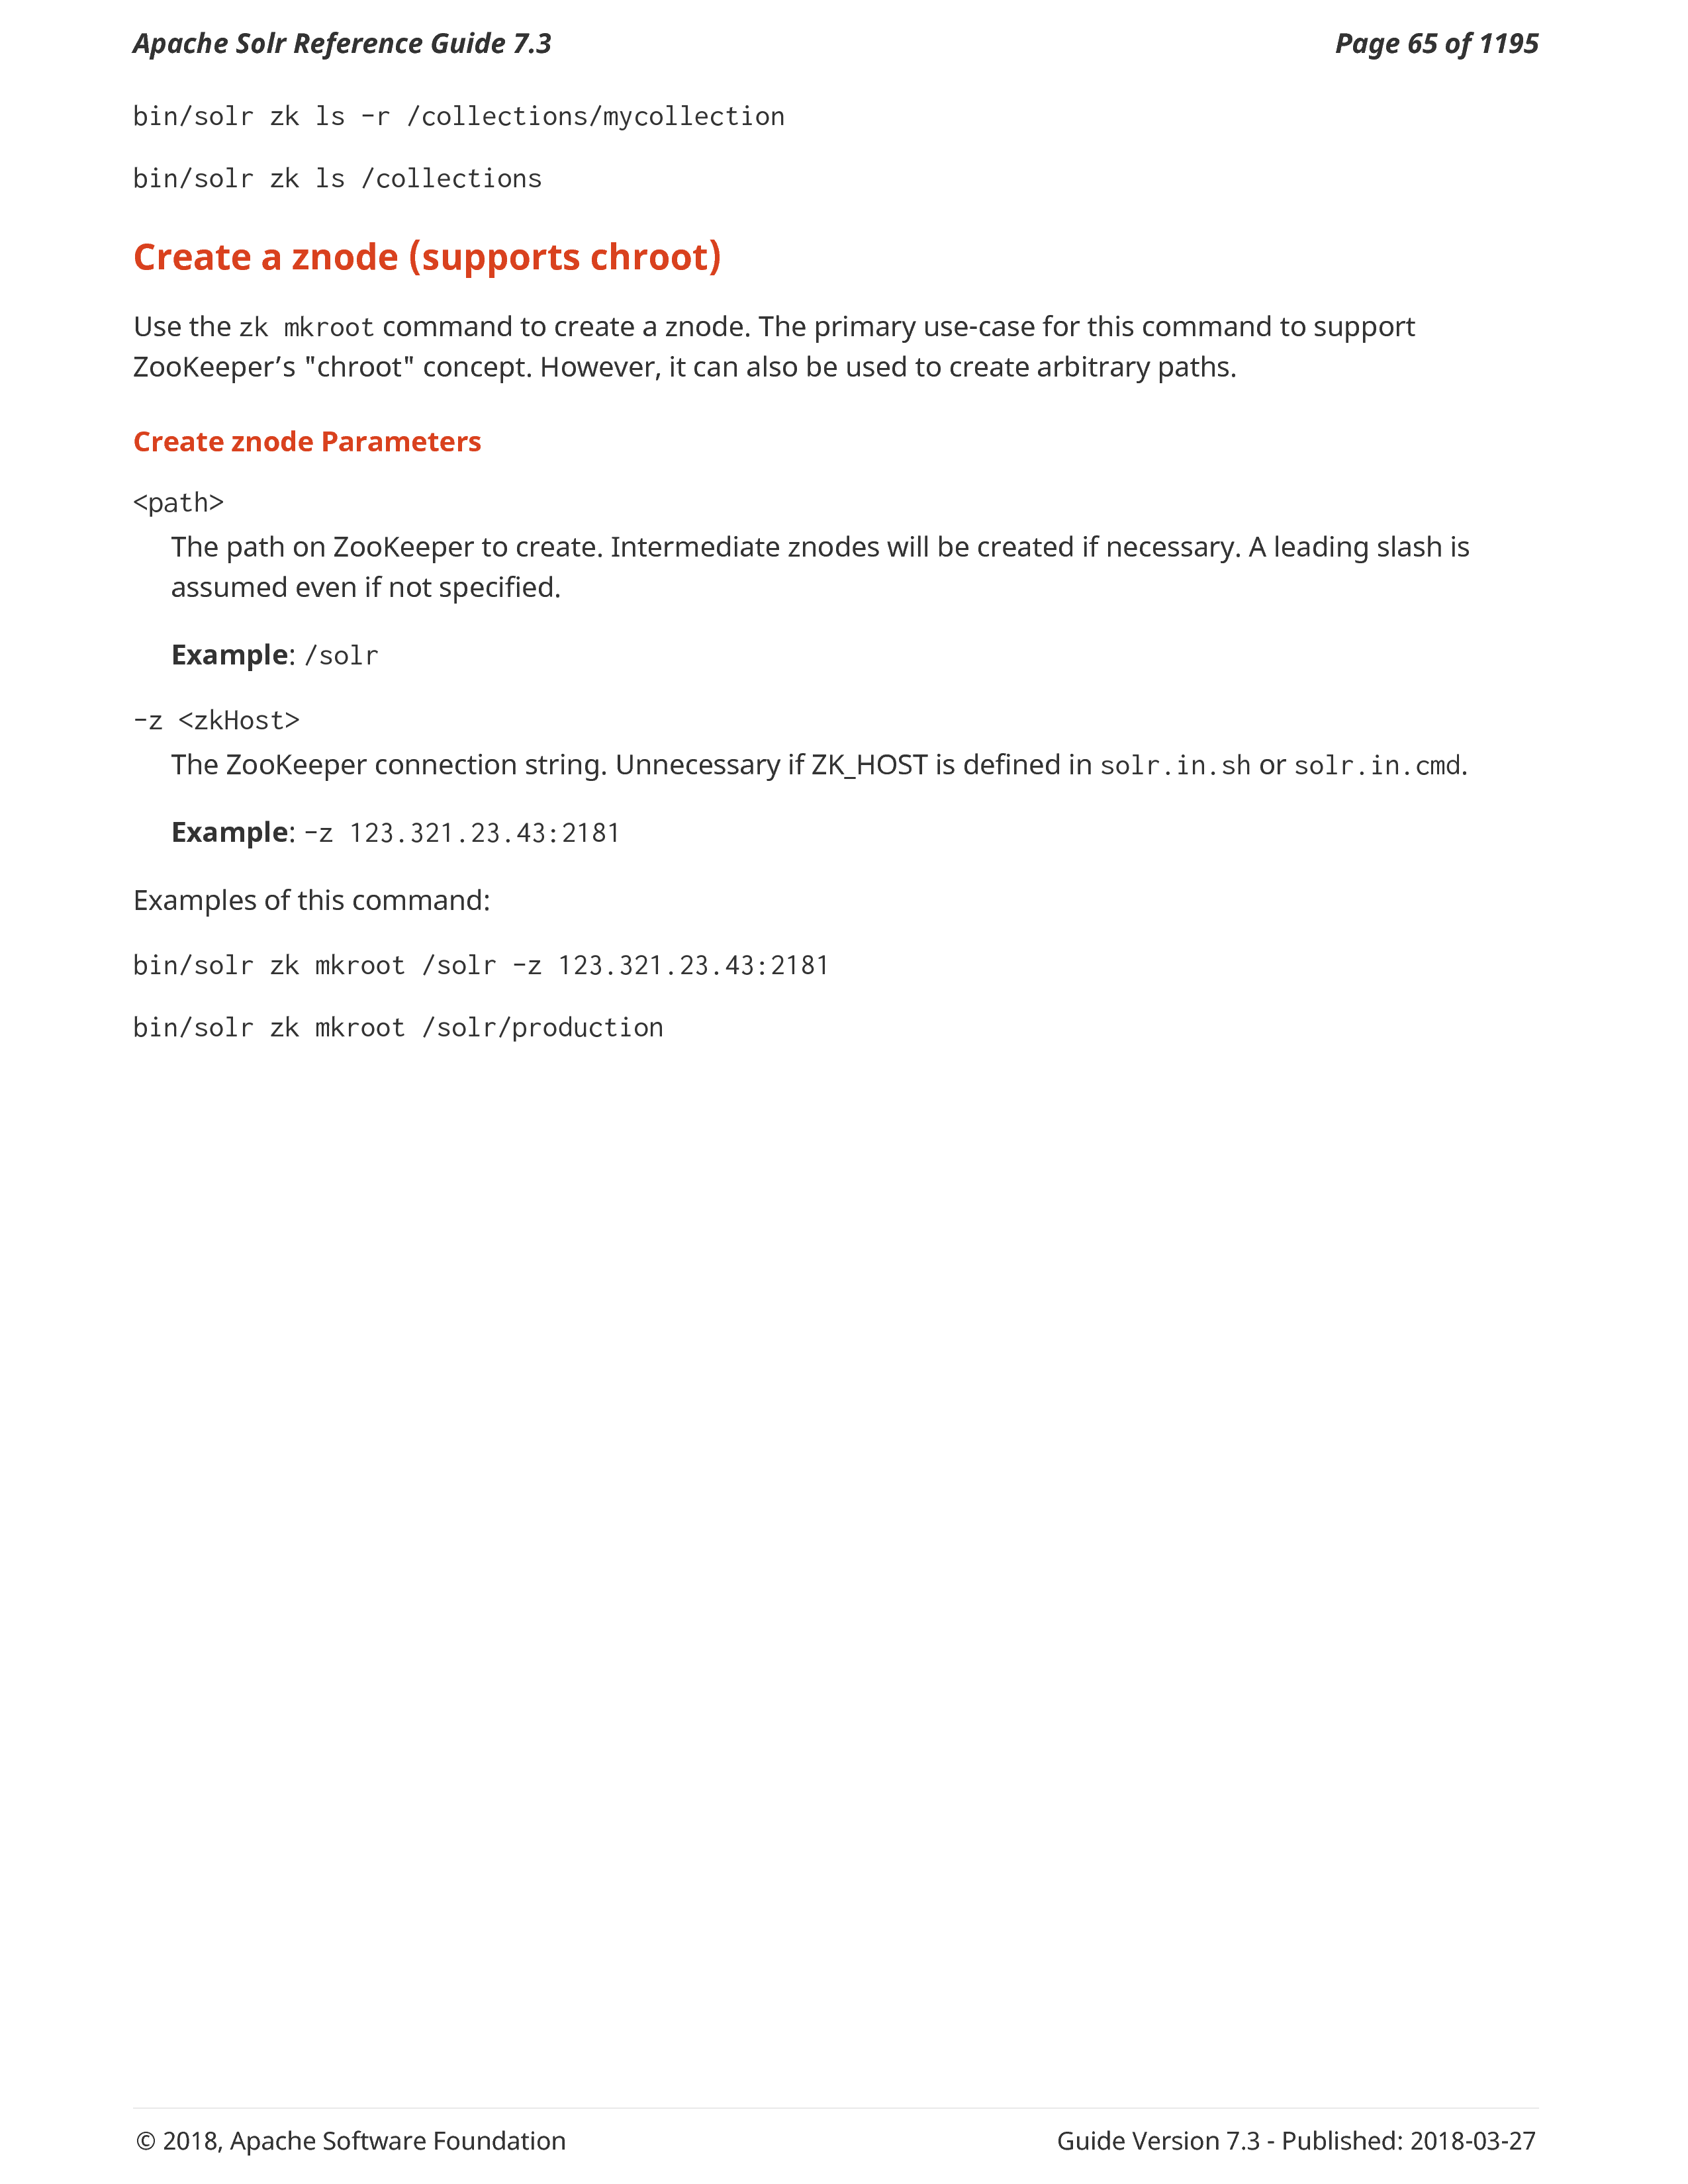 Apache Solr Reference Guide 7.3 Page 65 of 1195
bin/solr zk ls -r /collections/mycollection
bin/solr zk ls /collections
Create a znode (supports chroot)
Use the zk mkroot command to create a znode. The primary use-case for this command to support
ZooKeeper’s "chroot" concept. However, it can also be used to create arbitrary paths.
Create znode Parameters
<path>
The path on ZooKeeper to create. Intermediate znodes will be created if necessary. A leading slash is
assumed even if not specified.
Example: /solr
-z <zkHost>
The ZooKeeper connection string. Unnecessary if ZK_HOST is defined in solr.in.sh or solr.in.cmd.
Example: -z 123.321.23.43:2181
Examples of this command:
bin/solr zk mkroot /solr -z 123.321.23.43:2181
bin/solr zk mkroot /solr/production
© 2018, Apache Software Foundation Guide Version 7.3 - Published: 2018-03-27